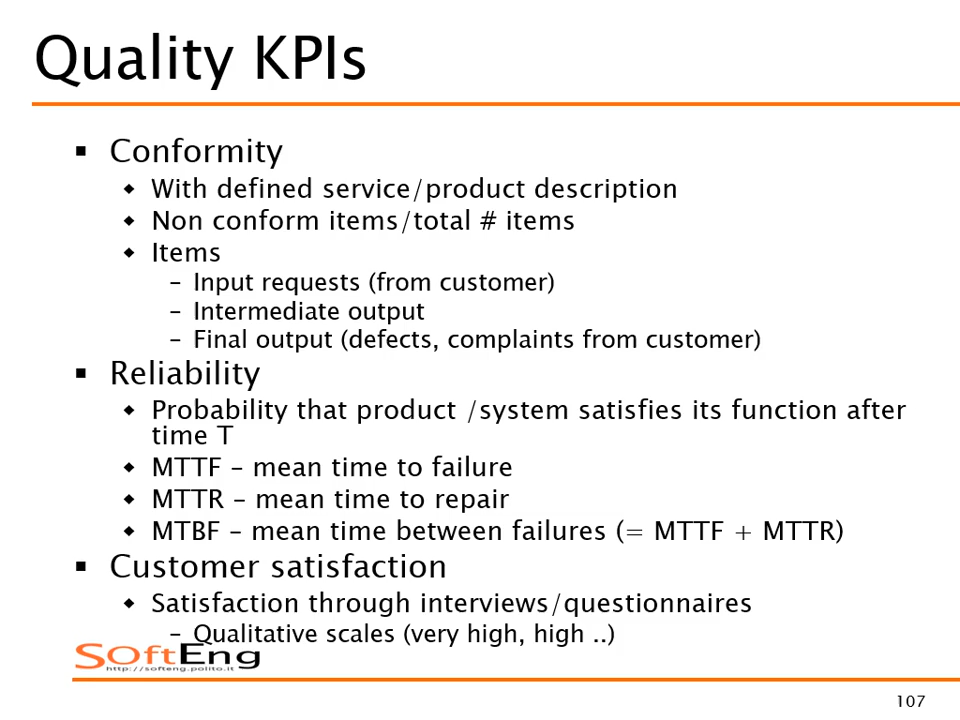 Quality KPIs
▪ Conformity
◆ With defined service/product description
◆ Non conform items/total # items
◆ Items
– Input requests (from customer)
– Intermediate output
– Final output (defects, complaints from customer)
▪ Reliability
◆ Probability that product /system satisfies its function after
time T
◆ MTTF – mean time to failure
◆ MTTR – mean time to repair
◆ MTBF – mean time between failures (= MTTF + MTTR)
▪ Customer satisfaction
◆ Satisfaction through interviews/questionnaires
– Qualitative scales (very high, high ..)
SOftEng
http://softeng.polito.it
107